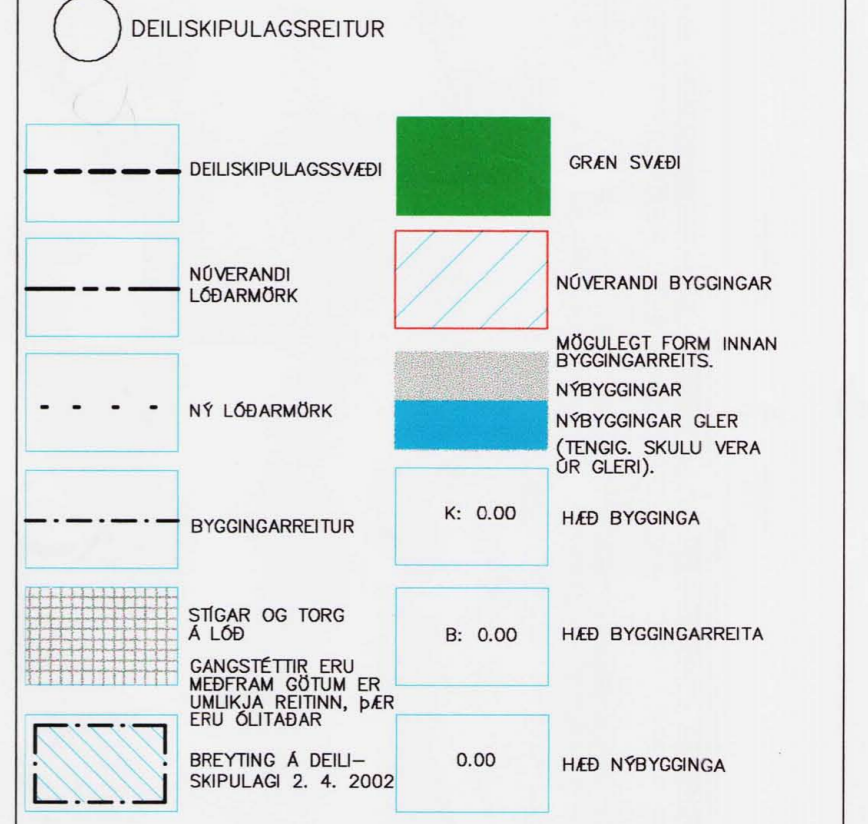 DEILISKIPULAGSREITUR
DEILISKIPULAGSSVÆÐI
NÚVERANDI
LÓÐARMÖRK
NÝ LÓÐARMÖRK
BYGGINGARREITUR
STÍGAR OG TORG
Á LÓÐ
GANGSTÉTTIR ERU
MEÐFRAM GÖTUM ER
UMLIKJA REITINN, ÞÆR
ERU ÓLITAÐAR
BREYTING Á DEILI-
SKIPULAGI 2. 4. 2002
GRÆN SVÆÐI
NÚVERANDI BYGGINGAR
MÖGULEGT FORM INNAN
BYGGINGARREITS.
NÝBYGGINGAR
NÝBYGGINGAR GLER
(TENGIG. SKULU VERA
ÚR GLERI).
K: 0.00
HÆÐ BYGGINGA
B: 0.00
HÆÐ BYGGINGARREITA
0.00
HÆÐ NÝBYGGINGA